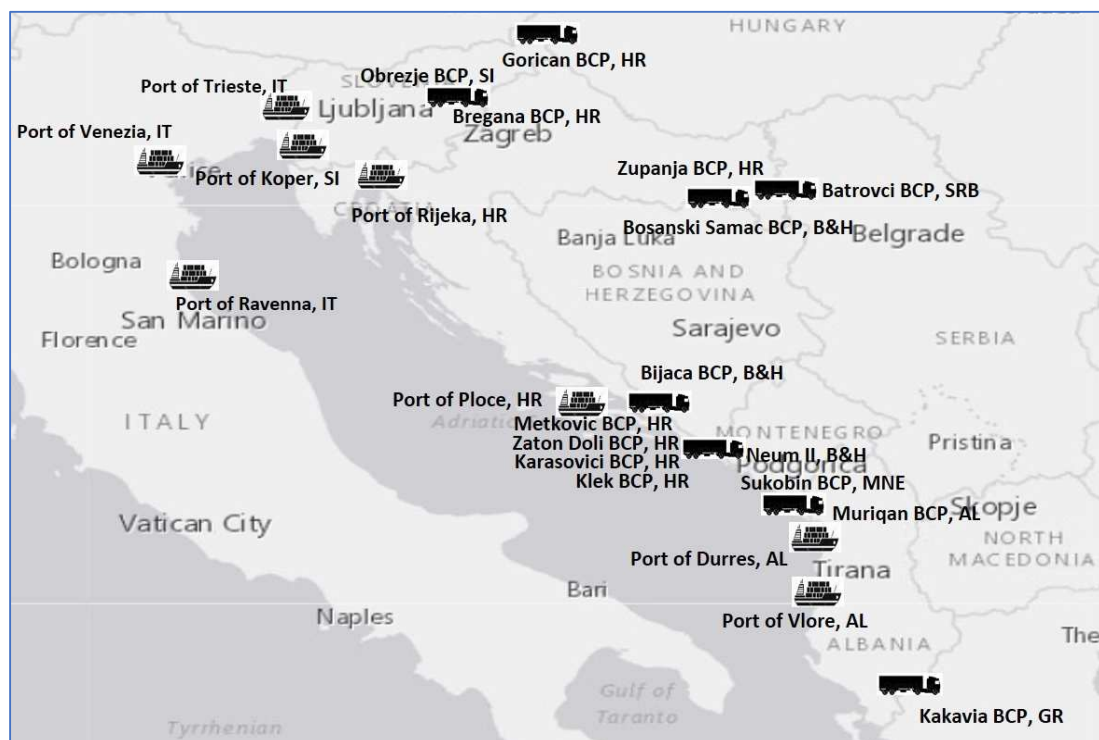 HUNGARY
Gorican BCP, HR
Obrezje BCP, SI
SLOVENIA
Port of Trieste, IT
Ljubljana
Bregana BCP, HR
Zagreb
Port of Venezia, IT
Port of Koper, SI
Zupanja BCP, HR
Batrovci BCP, SRB
CROATIA
Port of Rijeka, HR
Bosanski Samac BCP, B&H
Banja Luka
Belgrade
Bologna
BOSNIA AND
HERZEGOVINA
Port of Ravenna, IT
San Marino
Sarajevo
Florence
SERBIA
Bijaca BCP, B&H
Port of Ploce, HR
Adriatic
ITALY
Metkovic BCP, HR
MONTENEGRO
Pristina
Zaton Doli BCP, HR
Neum II, B&H
Karasovici BCP, HR
Podgorica
Klek BCP, HR
Sukobin BCP, MNE
Skopje
Muriqan BCP, AL
Vatican City
NORTH
MACEDONIA
Port of Durres, AL
Tirana
Bari
Naples
Port of Vlore, AL
The
ALBANIA
Gulf of
Taranto
Kakavia BCP, GR
Tyrrhenian